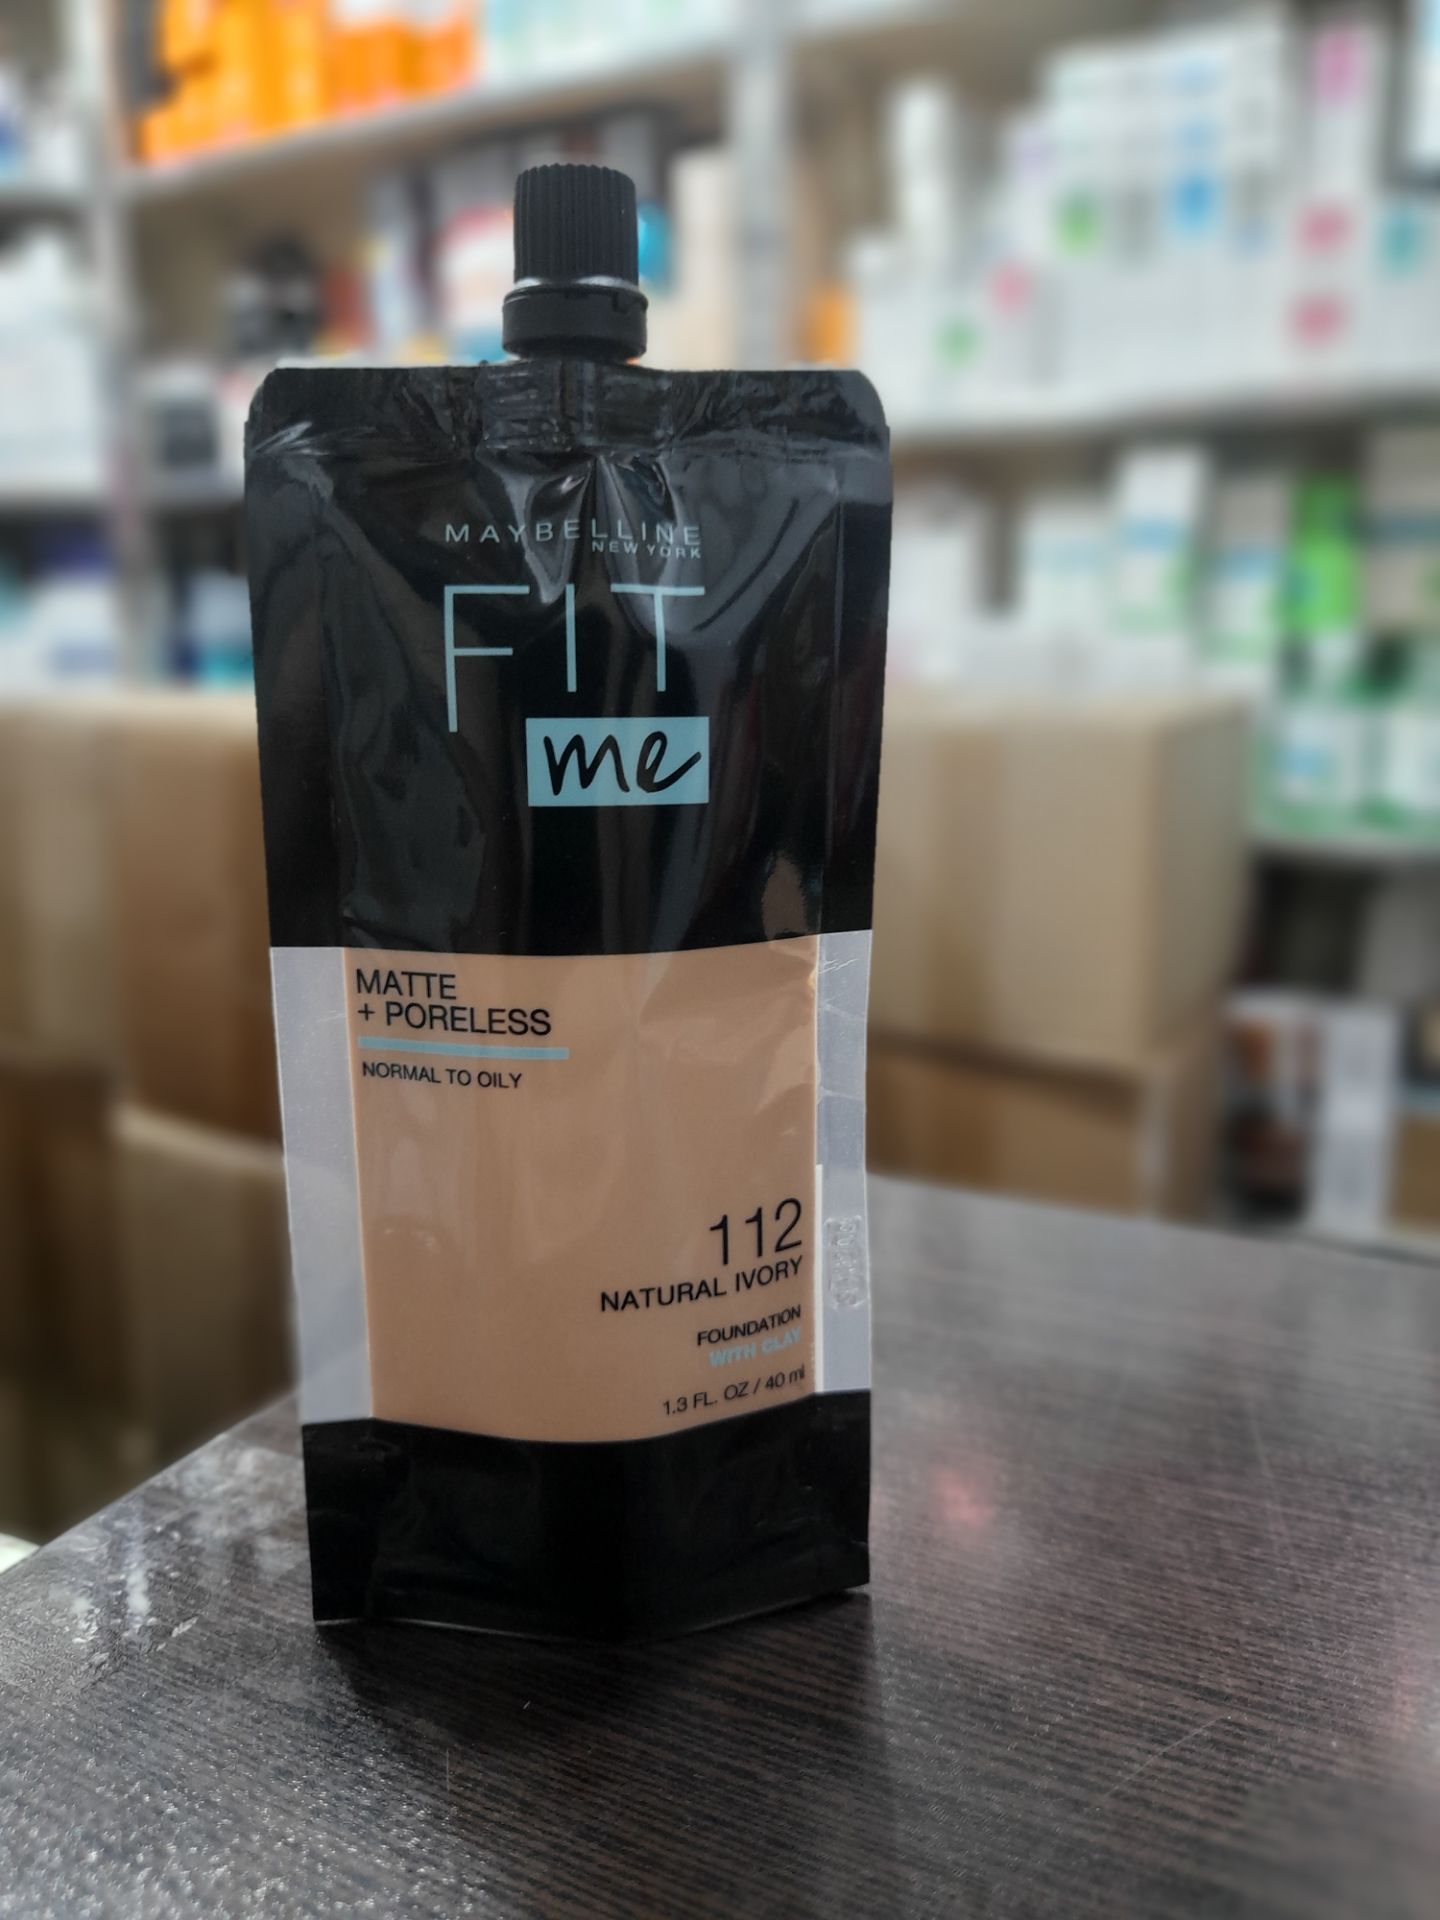 MAYBELLINE
NEW YORK
FIT
me
MATTE
+ PORELESS
NORMAL TO OILY
112
NATURAL IVORY
FOUNDATION
WITH CLAY
1.3 FL. OZ / 40 ml